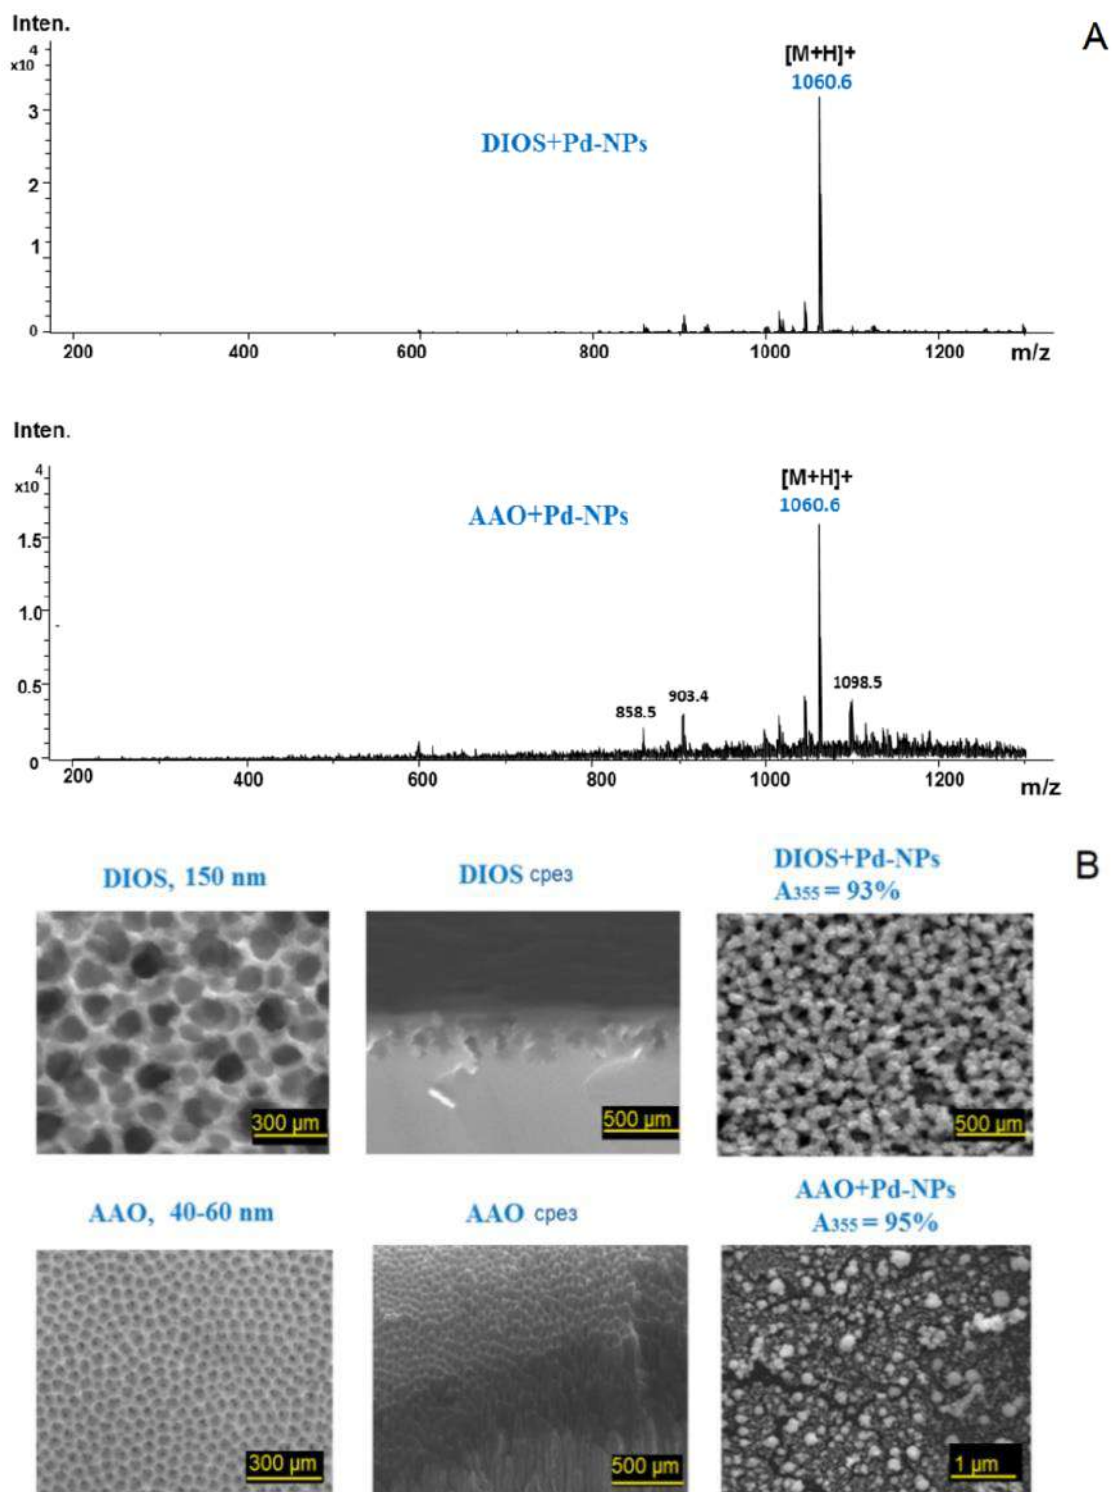 A
Inten.
4
x10
[M+H]+
1060.6
DIOS+Pd-NPs
3
2
1
0
200 400 600 800 1000 1200 m/z
Inten.
4
x10
[M+H]+
1060.6
AAO+Pd-NPs
1.5
1.0
0.5
858.5 903.4 1098.5
0
200 400 600 800 1000 1200
m/z
B
DIOS, 150 nm
DIOS срез
DIOS+Pd-NPs
A355 = 93%
300 µm
500 µm
500 µm
AAO, 40-60 nm
AAO срез
AAO+Pd-NPs
A355 = 95%
300 µm
500 µm
1 µm